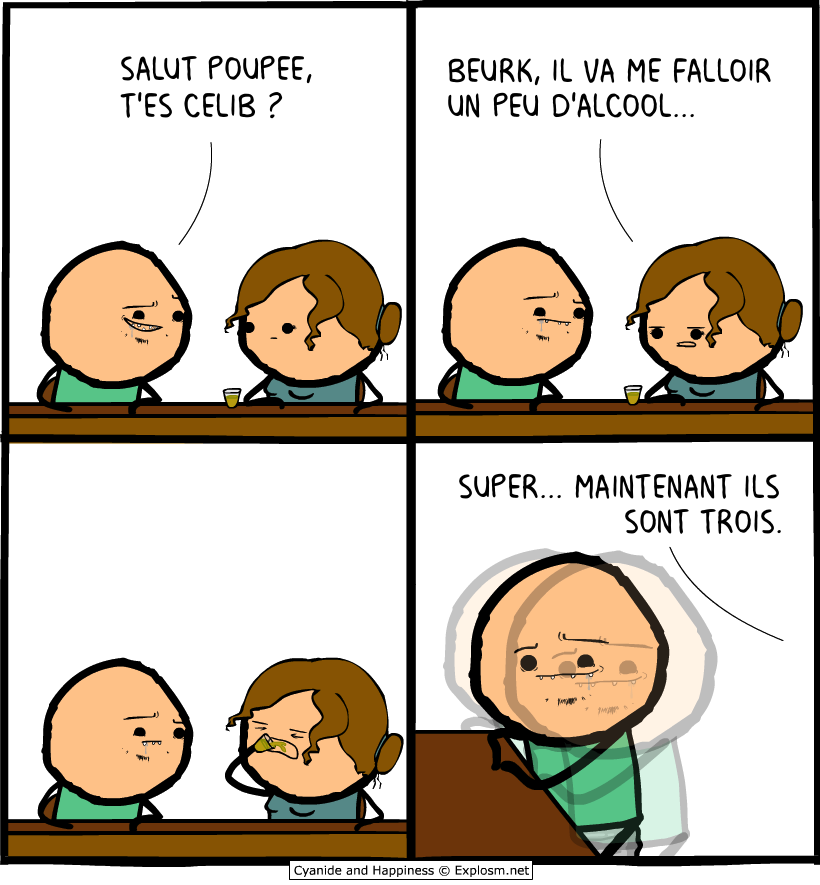 SALUT POUPEE,
T'ES CELIB ?
BEURK, IL VA ME FALLOIR
UN PEU D'ALCOOL...
SUPER... MAINTENANT ILS
SONT TROIS.
Cyanide and Happiness © Explosm.net